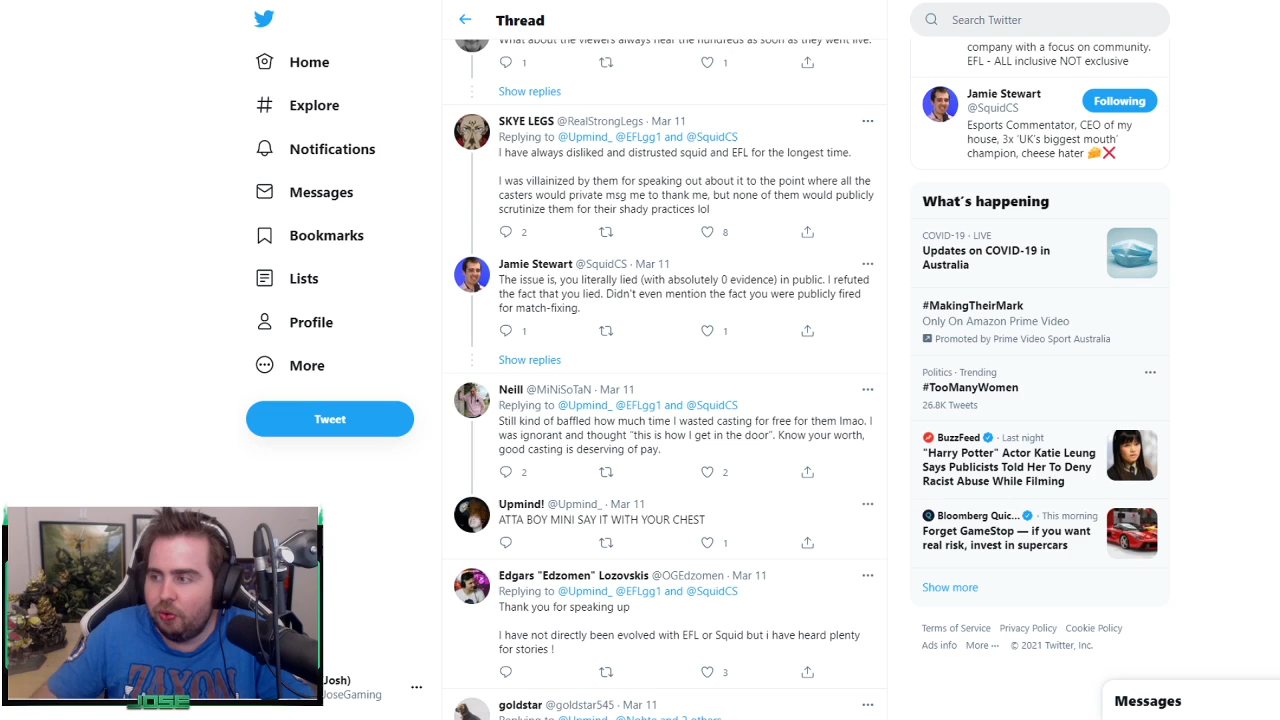 Home
Explore
Notifications
Messages
Bookmarks
Lists
Profile
More
Tweet
Josh)
JoseGaming
ZAXON
JOSE
Thread
What about the viewers always near the hundreds as soon as they went live.
1
1
Show replies
SKYE LEGS @RealStrongLegs · Mar 11
Replying to @Upmind_ @EFLgg1 and @SquidCS
I have always disliked and distrusted squid and EFL for the longest time.
I was villainized by them for speaking out about it to the point where all the
casters would private msg me to thank me, but none of them would publicly
scrutinize them for their shady practices lol
2
8
Jamie Stewart @SquidCS · Mar 11
The issue is, you literally lied (with absolutely 0 evidence) in public. I refuted
the fact that you lied. Didn't even mention the fact you were publicly fired
for match-fixing.
1
1
Show replies
Neill @MiNiSoTaN · Mar 11
Replying to @Upmind_ @EFLgg1 and @SquidCS
Still kind of baffled how much time I wasted casting for free for them lmao. I
was ignorant and thought "this is how I get in the door". Know your worth,
good casting is deserving of pay.
2
2
Upmind! @Upmind_ · Mar 11
ATTA BOY MINI SAY IT WITH YOUR CHEST
1
Edgars "Edzomen" Lozovskis @OGEdzomen · Mar 11
Replying to @Upmind_ @EFLgg1 and @SquidCS
Thank you for speaking up
I have not directly been evolved with EFL or Squid but i have heard plenty
for stories !
3
goldstar @goldstar545 · Mar 11
Replying to @Upmind_ @Nohte and 2 others
Search Twitter
company with a focus on community.
EFL - ALL inclusive NOT exclusive
Jamie Stewart
@SquidCS
Following
Esports Commentator, CEO of my
house, 3x 'UK's biggest mouth'
champion, cheese hater 🧀❌
What's happening
COVID-19 · LIVE
Updates on COVID-19 in
Australia
#MakingTheirMark
Only On Amazon Prime Video
Promoted by Prime Video Sport Australia
Politics · Trending
#TooManyWomen
26.8K Tweets
BuzzFeed · Last night
"Harry Potter" Actor Katie Leung
Says Publicists Told Her To Deny
Racist Abuse While Filming
Bloomberg Quic... · This morning
Forget GameStop — if you want
real risk, invest in supercars
Show more
Terms of Service Privacy Policy Cookie Policy
Ads info More ··· © 2021 Twitter, Inc.
Messages